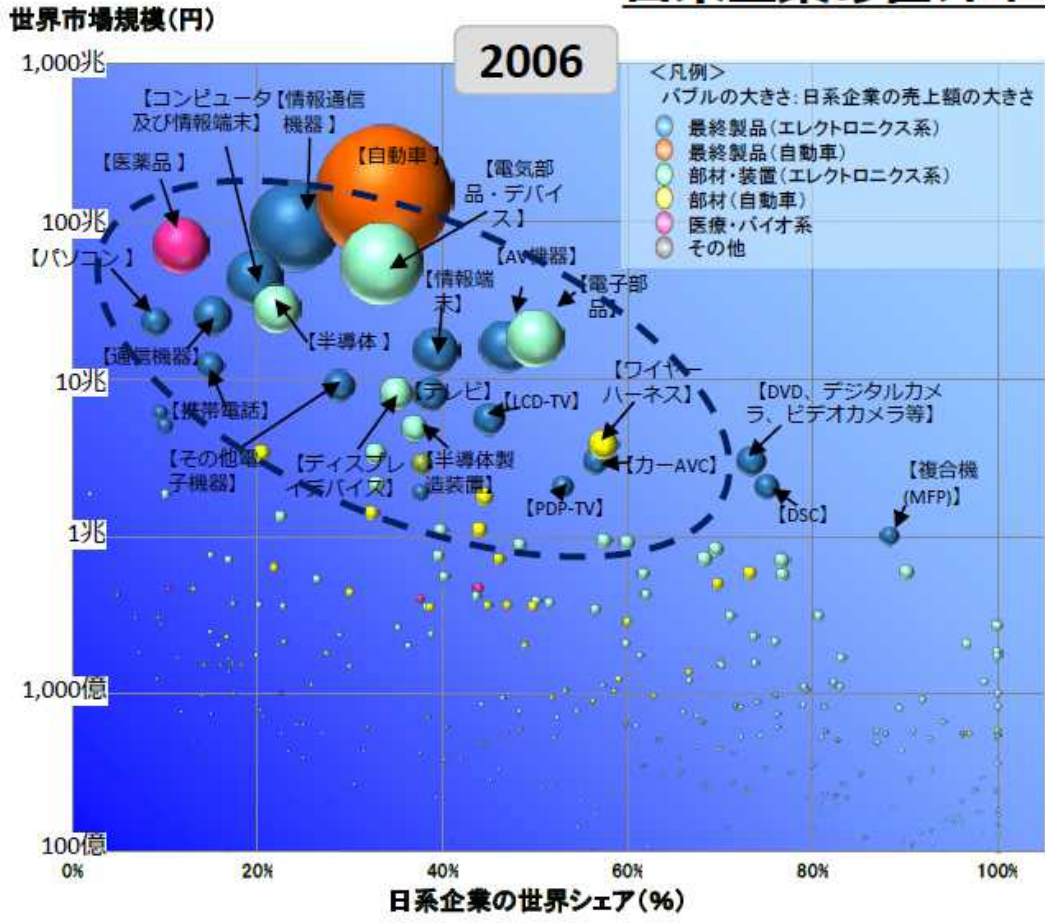 世界市場規模(円)
2006
<凡例>
バブルの大きさ:日系企業の売上額の大きさ
最終製品(エレクトロニクス系)
最終製品(自動車)
部材・装置(エレクトロニクス系)
部材(自動車)
医療・バイオ系
その他
1,000兆
100兆
10兆
1兆
1,000億
100億
【コンピュータ
及び情報端末】
【情報通信
機器】
【医薬品】
【自動車】
【電気部
品・デバイ
ス】
【パソコン】
【AV機器】
【情報端
末】
【電子部
品】
【通信機器】
【半導体】
【ワイヤー
ハーネス】
【携帯電話】
【テレビ】
【LCD-TV】
【DVD、デジタルカメ
ラ、ビデオカメラ等】
【その他電
子機器】
【ディスプレ
イデバイス】
【半導体製
造装置】
【カーAVC】
【PDP-TV】
【DSC】
【複合機
(MFP)】
0%
20%
40%
60%
80%
100%
日系企業の世界シェア(%)